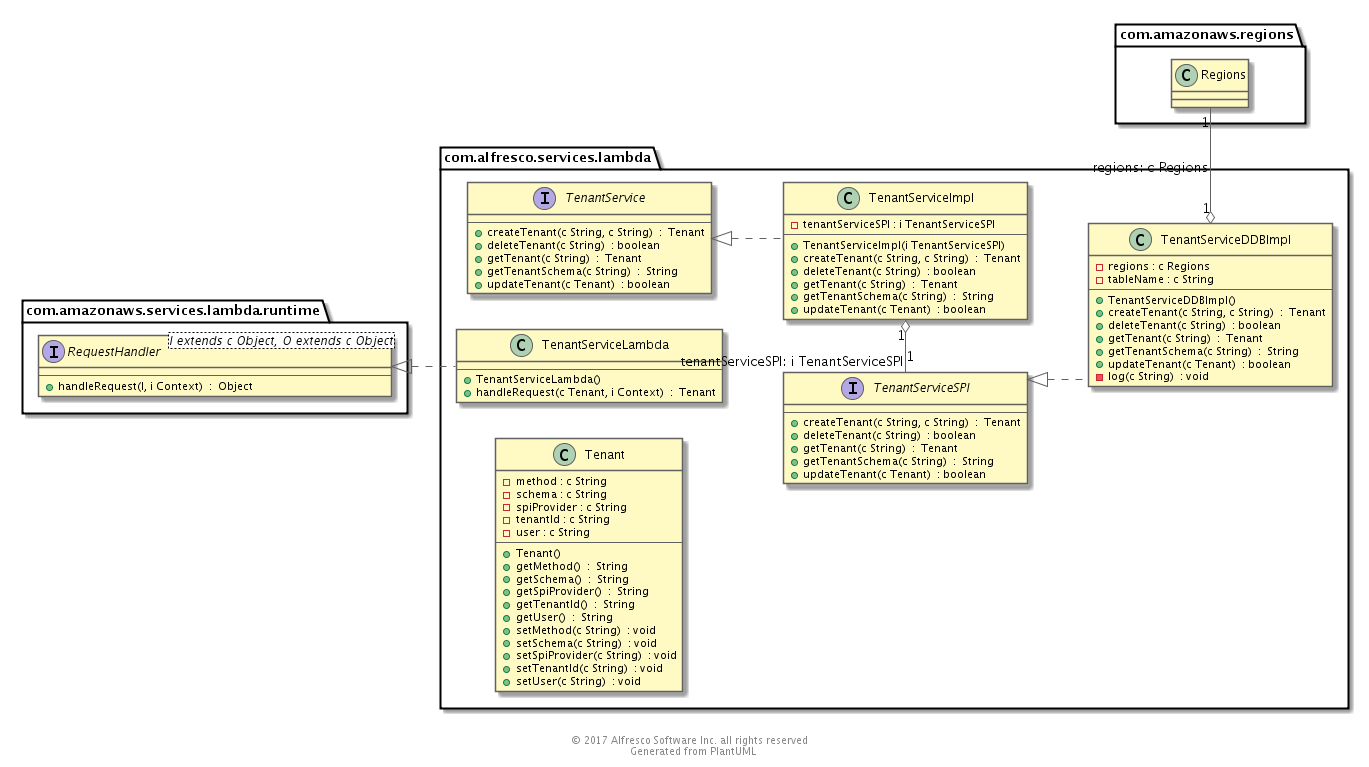 com.amazonaws.regions
C Regions
1
regions: c Regions
1
com.alfresco.services.lambda
I TenantService
createTenant(c String, c String) : Tenant
deleteTenant(c String) : boolean
getTenant(c String) : Tenant
getTenantSchema(c String) : String
updateTenant(c Tenant) : boolean
C TenantServiceImpl
tenantServiceSPI : i TenantServiceSPI
TenantServiceImpl(i TenantServiceSPI)
createTenant(c String, c String) : Tenant
deleteTenant(c String) : boolean
getTenant(c String) : Tenant
getTenantSchema(c String) : String
updateTenant(c Tenant) : boolean
C TenantServiceDDBImpl
regions : c Regions
tableName : c String
TenantServiceDDBImpl()
createTenant(c String, c String) : Tenant
deleteTenant(c String) : boolean
getTenant(c String) : Tenant
getTenantSchema(c String) : String
updateTenant(c Tenant) : boolean
log(c String) : void
com.amazonaws.services.lambda.runtime
I RequestHandler
I extends c Object, O extends c Object
handleRequest(I, i Context) : Object
C TenantServiceLambda
TenantServiceLambda()
handleRequest(c Tenant, i Context) : Tenant
1
tenantServiceSPI: i TenantServiceSPI
1
I TenantServiceSPI
createTenant(c String, c String) : Tenant
deleteTenant(c String) : boolean
getTenant(c String) : Tenant
getTenantSchema(c String) : String
updateTenant(c Tenant) : boolean
C Tenant
method : c String
schema : c String
spiProvider : c String
tenantId : c String
user : c String
Tenant()
getMethod() : String
getSchema() : String
getSpiProvider() : String
getTenantId() : String
getUser() : String
setMethod(c String) : void
setSchema(c String) : void
setSpiProvider(c String) : void
setTenantId(c String) : void
setUser(c String) : void
© 2017 Alfresco Software Inc. all rights reserved
Generated from PlantUML